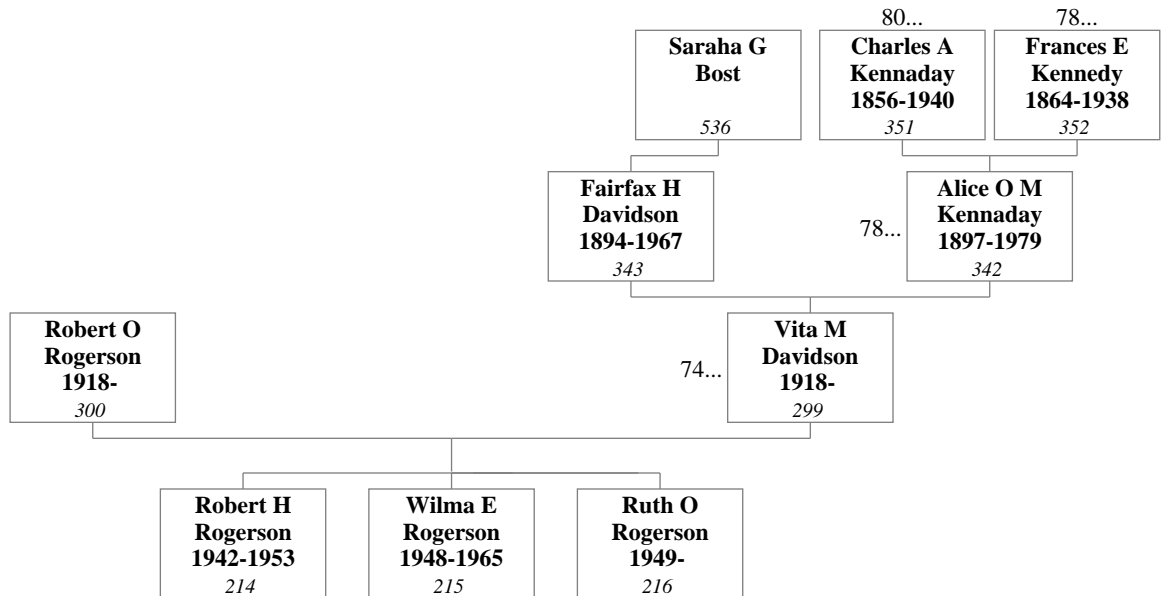 80...
78...
Saraha G
Bost
536
Charles A
Kennaday
1856-1940
351
Frances E
Kennedy
1864-1938
352
Fairfax H
Davidson
1894-1967
343
78...
Alice O M
Kennaday
1897-1979
342
Robert O
Rogerson
1918-
300
74...
Vita M
Davidson
1918-
299
Robert H
Rogerson
1942-1953
214
Wilma E
Rogerson
1948-1965
215
Ruth O
Rogerson
1949-
216